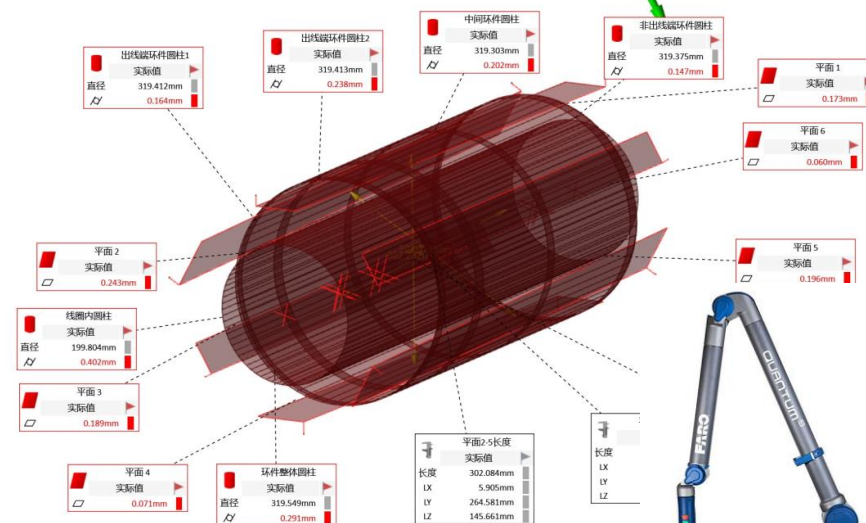 出线端环件圆柱1
实际值
直径 319.412mm
0.164mm
出线端环件圆柱2
实际值
直径 319.413mm
0.238mm
中间环件圆柱
实际值
直径 319.303mm
0.202mm
非出线端环件圆柱
实际值
直径 319.375mm
0.147mm
平面 1
实际值
0.173mm
平面 6
实际值
0.060mm
平面 2
实际值
0.243mm
平面 5
实际值
0.196mm
线圈内圆柱
实际值
直径 199.804mm
0.402mm
平面 3
实际值
0.189mm
平面 4
实际值
0.071mm
环件整体圆柱
实际值
直径 319.549mm
0.291mm
平面2-5长度
实际值
长度 302.084mm
LX 5.905mm
LY 264.581mm
LZ 145.661mm
长度
LX
LY
LZ
FARO
QUANTUM S